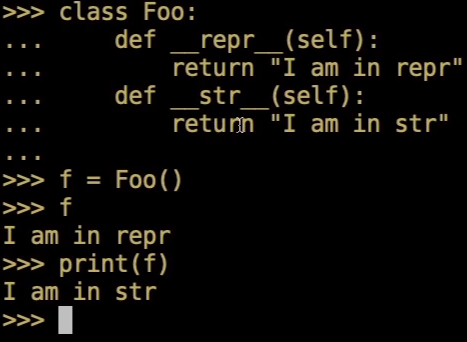 >>> class Foo:
...     def __repr__(self):
...         return "I am in repr"
...     def __str__(self):
...         return "I am in str"
...
>>> f = Foo()
>>> f
I am in repr
>>> print(f)
I am in str
>>>